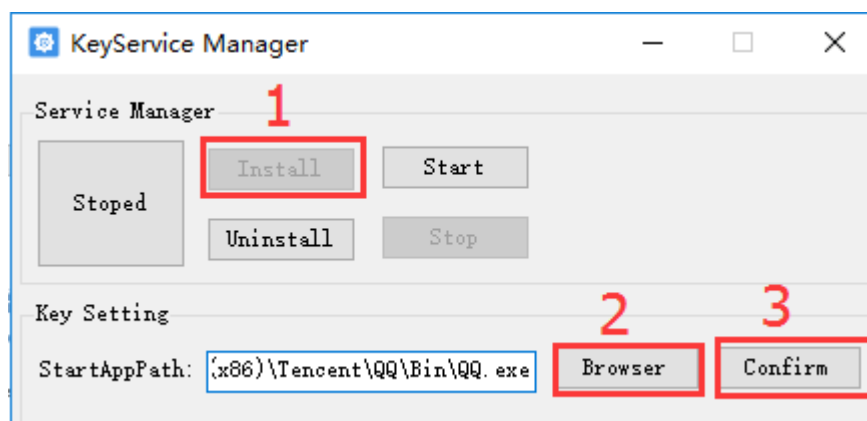 KeyService Manager
Service Manager
1
Install
Start
Stoped
Uninstall
Stop
Key Setting
2
3
StartAppPath: (x86)\Tencent\QQ\Bin\QQ.exe Browser Confirm